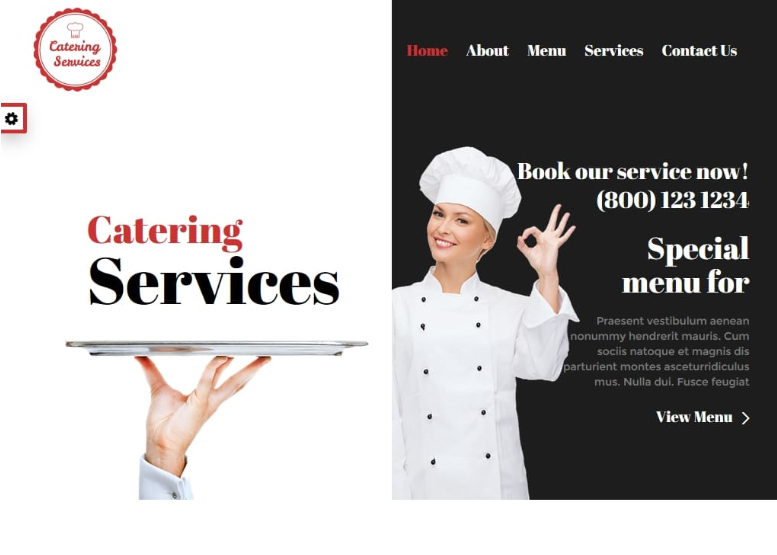 Catering
Services
Home About Menu Services Contact Us
Catering
Services
Book our service now!
(800) 123 1234
Special
menu for
Praesent vestibulum aenean
nonummy hendrerit mauris. Cum
sociis natoque et magnis dis
parturient montes asceturridiculus
mus. Nulla dui. Fusce feugiat
View Menu